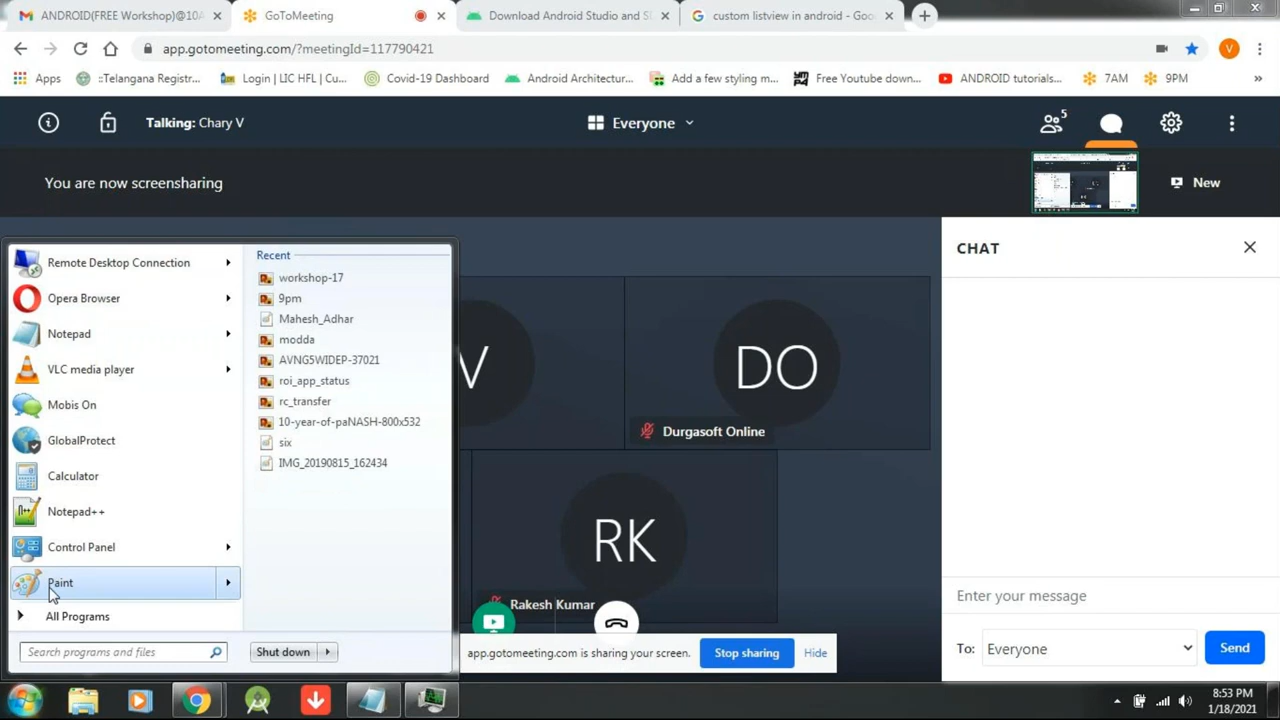 ANDROID(FREE Workshop)@10A
GoToMeeting
Download Android Studio and S
custom listview in android - Goo
app.gotomeeting.com/?meetingId=117790421
V
Apps
::Telangana Registr...
Login | LIC HFL | Cu...
Covid-19 Dashboard
Android Architectur...
Add a few styling m...
Free Youtube down...
ANDROID tutorials...
7AM
9PM
»
Talking: Chary V
Everyone
5
You are now screensharing
New
CHAT
Remote Desktop Connection
Opera Browser
Notepad
VLC media player
Mobis On
GlobalProtect
Calculator
Notepad++
Control Panel
Paint
All Programs
Search programs and files
Shut down
Recent
workshop-17
9pm
Mahesh_Adhar
modda
AVNG5WIDEP-37021
roi_app_status
rc_transfer
10-year-of-paNASH-800x532
six
IMG_20190815_162434
V
DO
Durgasoft Online
RK
Rakesh Kumar
app.gotomeeting.com is sharing your screen.
Stop sharing
Hide
Enter your message
To:
Everyone
Send
8:53 PM
1/18/2021